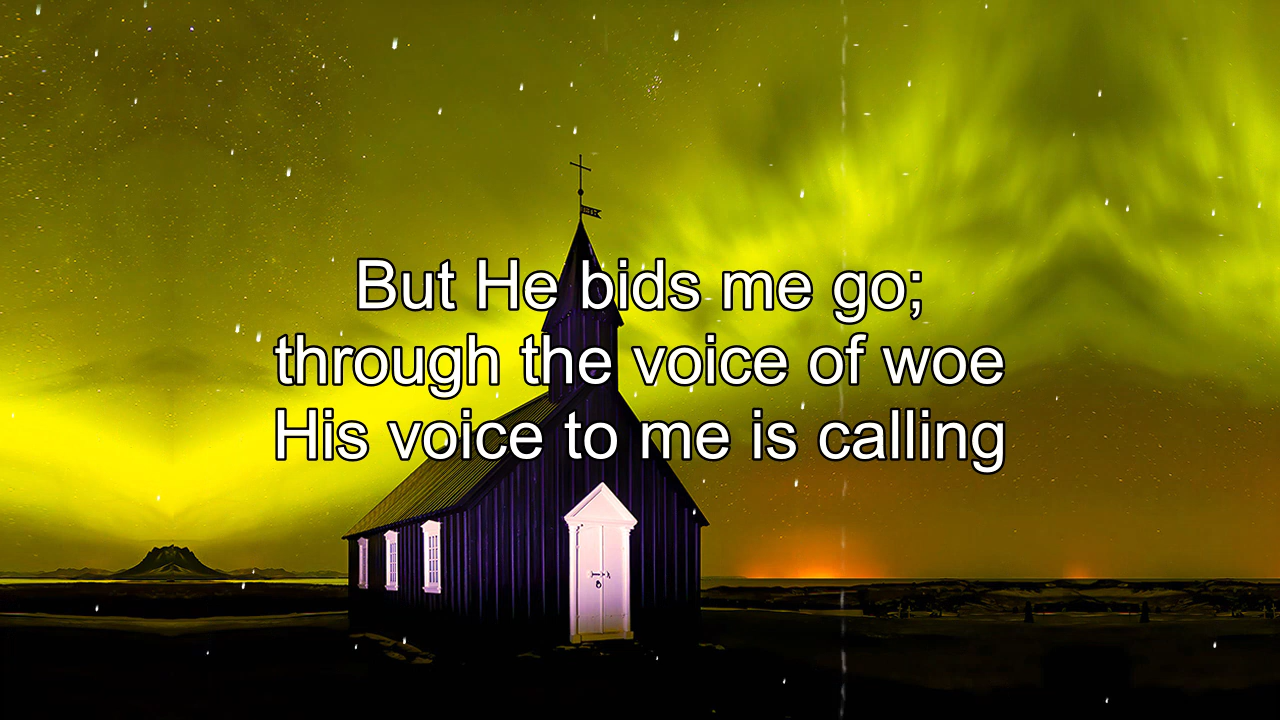 But He bids me go;
through the voice of woe
His voice to me is calling